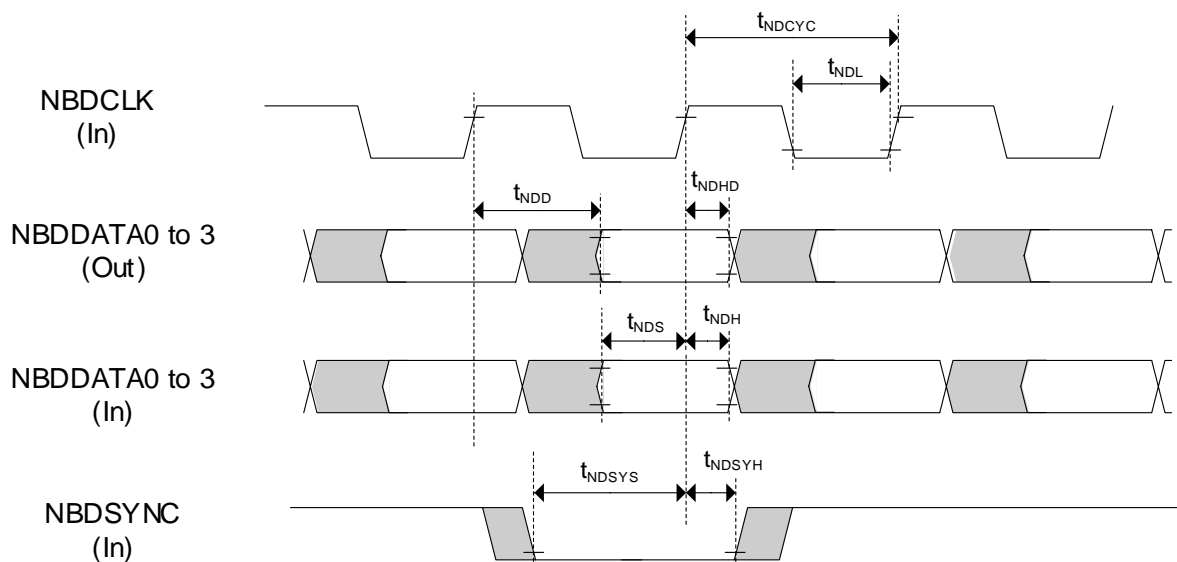 tNDCYC
tNDL
NBDCLK
(In)
tNDD
tNDHD
NBDDATA0 to 3
(Out)
tNDS
tNDH
NBDDATA0 to 3
(In)
tNDSYS
tNDSYH
NBDSYNC
(In)